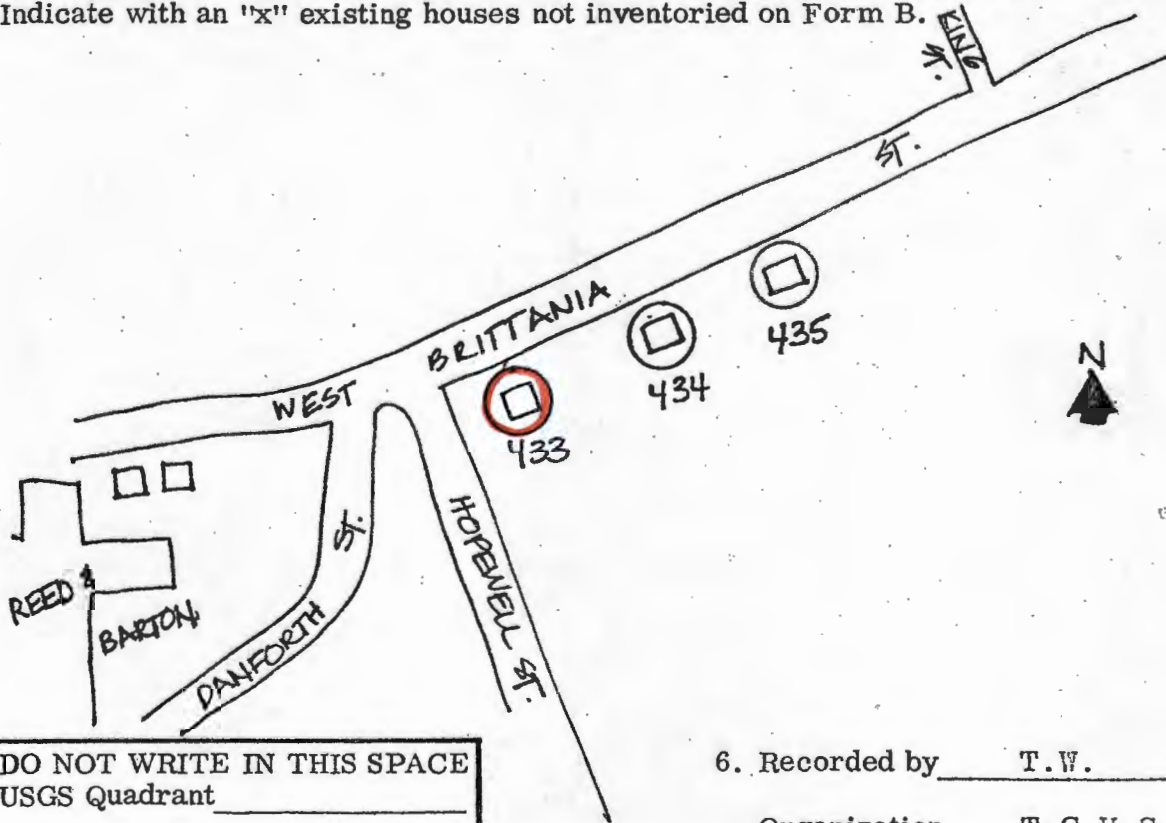 Indicate with an "x" existing houses not inventoried on Form B.
KING
ST.
ST.
WEST BRITTANIA
435
434
433
N
HOPEWELL ST.
ST.
DANFORTH
REED &
BARTON
DO NOT WRITE IN THIS SPACE
USGS Quadrant
6. Recorded by T.W.